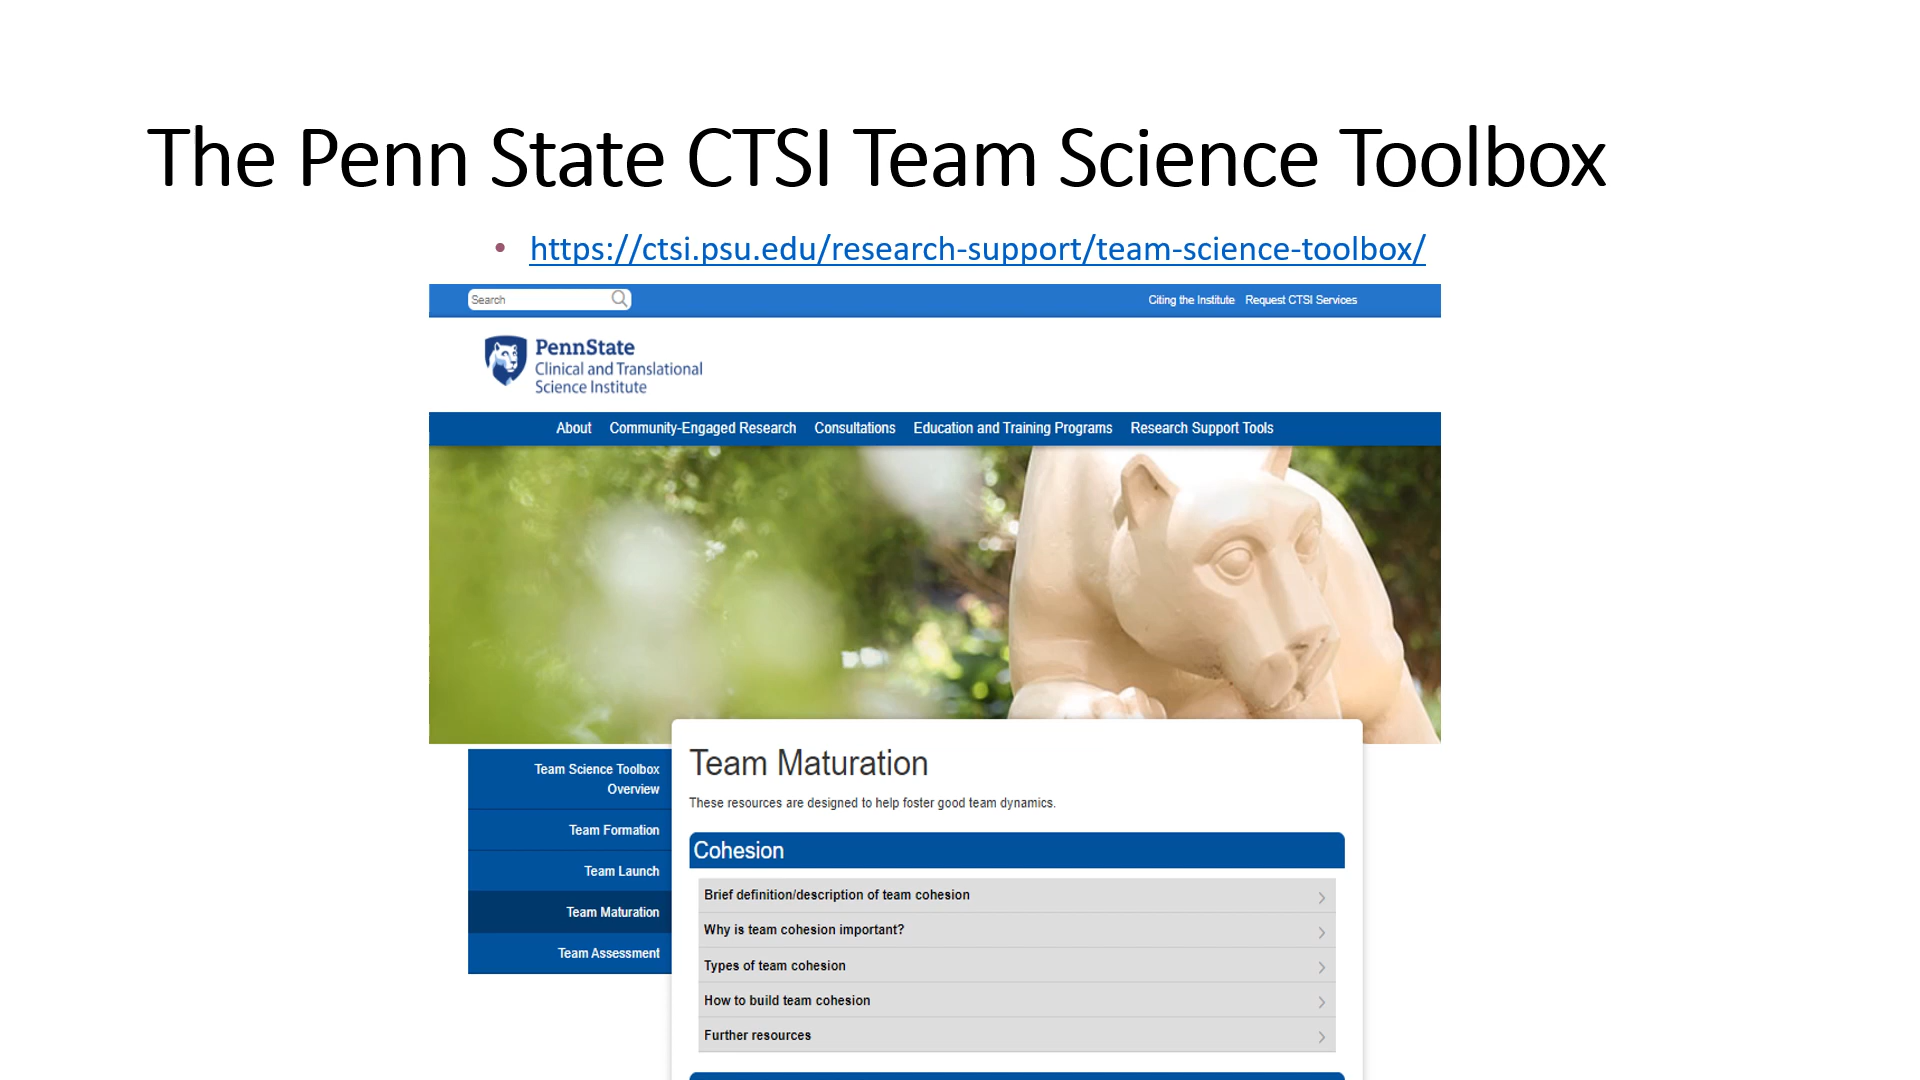 The Penn State CTSI Team Science Toolbox
• https://ctsi.psu.edu/research-support/team-science-toolbox/
Search
Citing the Institute Request CTSI Services
PennState
Clinical and Translational
Science Institute
About Community-Engaged Research Consultations Education and Training Programs Research Support Tools
Team Science Toolbox
Overview
Team Formation
Team Launch
Team Maturation
Team Assessment
Team Maturation
These resources are designed to help foster good team dynamics.
Cohesion
Brief definition/description of team cohesion
Why is team cohesion important?
Types of team cohesion
How to build team cohesion
Further resources